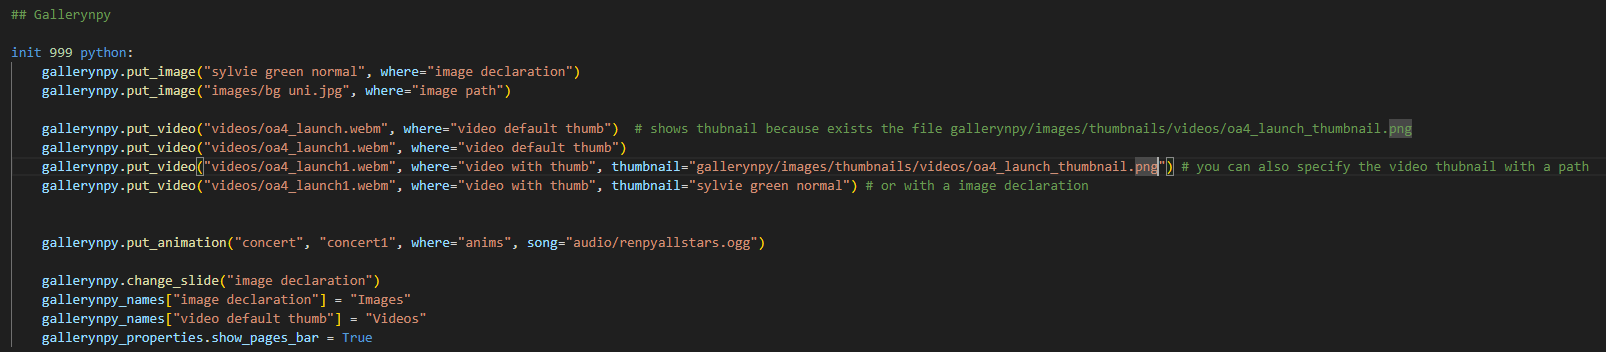 ## Gallerynpy
init 999 python:
gallerynpy.put_image("sylvie green normal", where="image declaration")
gallerynpy.put_image("images/bg uni.jpg", where="image path")
gallerynpy.put_video("videos/oa4_launch.webm", where="video default thumb")  # shows thubnail because exists the file gallerynpy/images/thumbnails/videos/oa4_launch_thumbnail.png
gallerynpy.put_video("videos/oa4_launch1.webm", where="video default thumb")
gallerynpy.put_video("videos/oa4_launch1.webm", where="video with thumb", thumbnail="gallerynpy/images/thumbnails/videos/oa4_launch_thumbnail.png") # you can also specify the video thubnail with a path
gallerynpy.put_video("videos/oa4_launch1.webm", where="video with thumb", thumbnail="sylvie green normal") # or with a image declaration
gallerynpy.put_animation("concert", "concert1", where="anims", song="audio/renpyallstars.ogg")
gallerynpy.change_slide("image declaration")
gallerynpy_names["image declaration"] = "Images"
gallerynpy_names["video default thumb"] = "Videos"
gallerynpy_properties.show_pages_bar = True